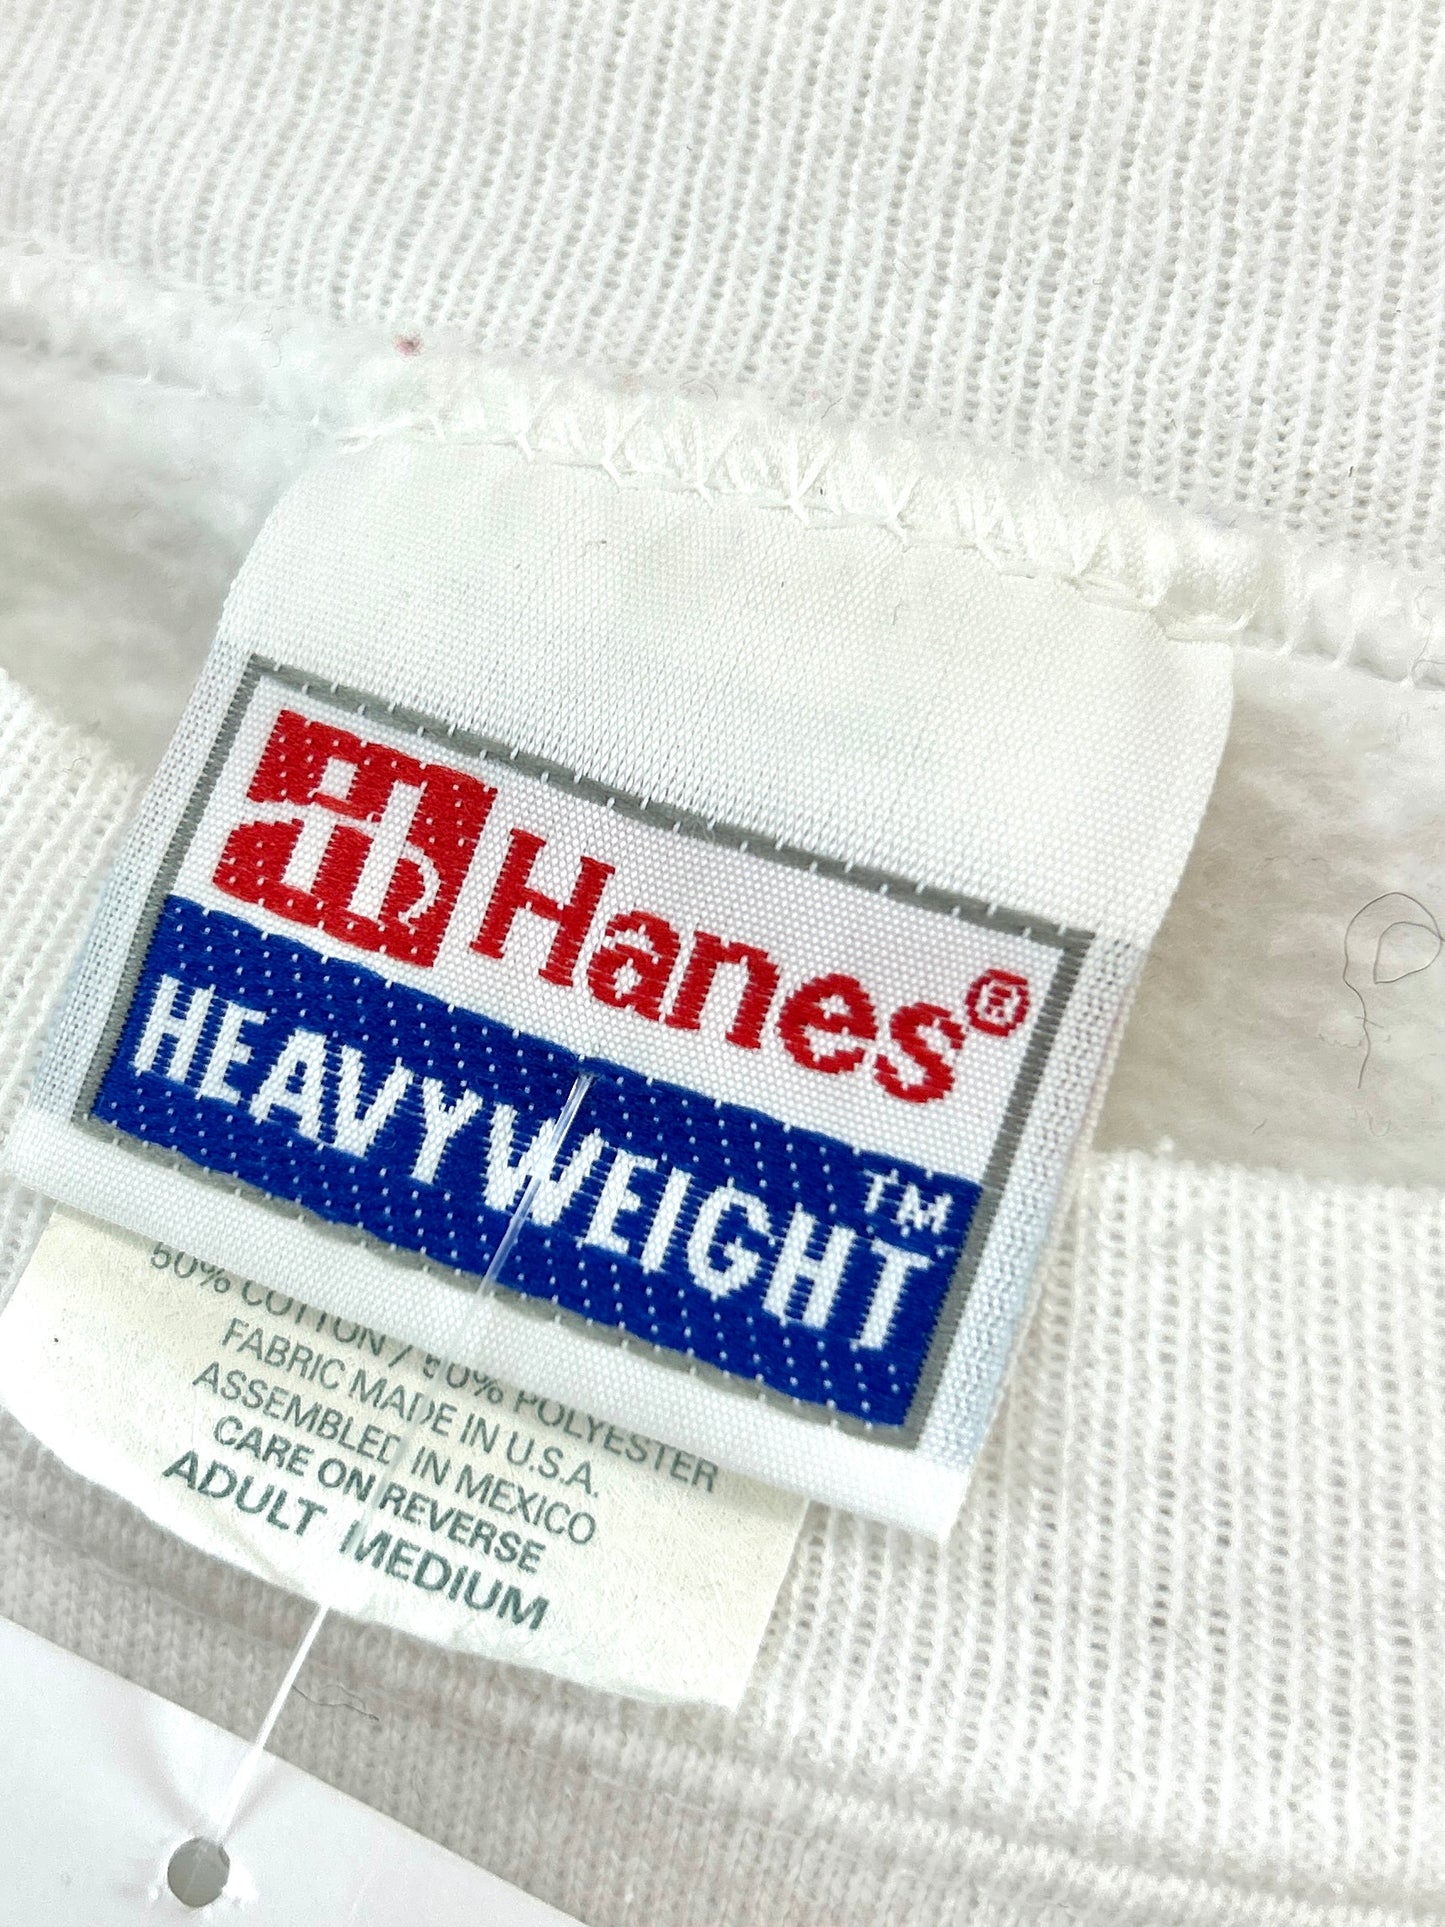 h Hanes®
HEAVYWEIGHT™
50% COTTON / 50% POLYESTER
FABRIC MADE IN U.S.A.
ASSEMBLED IN MEXICO
CARE ON REVERSE
ADULT MEDIUM